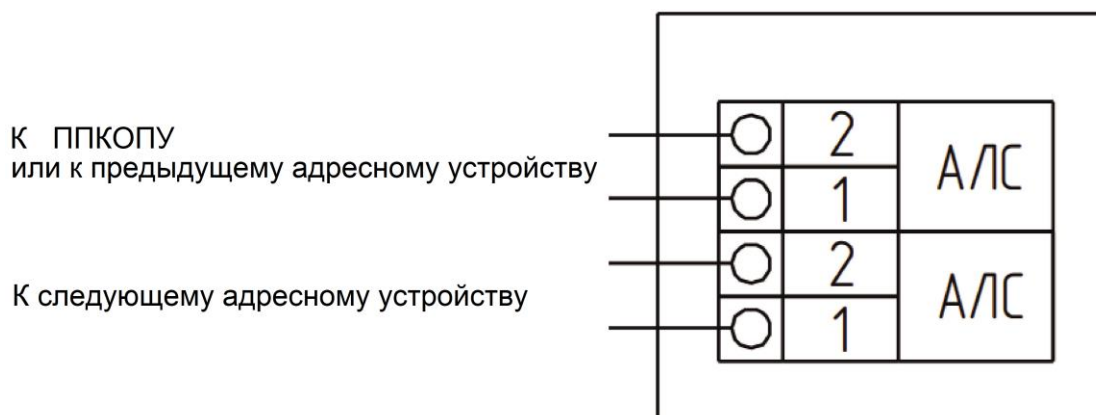 К ППКОПУ
или к предыдущему адресному устройству
К следующему адресному устройству
2
1
АЛС
2
1
АЛС